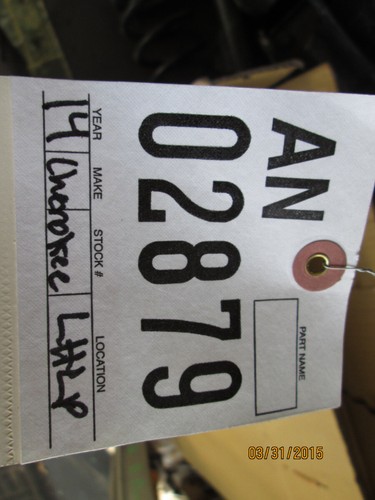 AN
PART NAME
02879
YEAR MAKE STOCK # LOCATION
14 Cherokee
03/31/2015